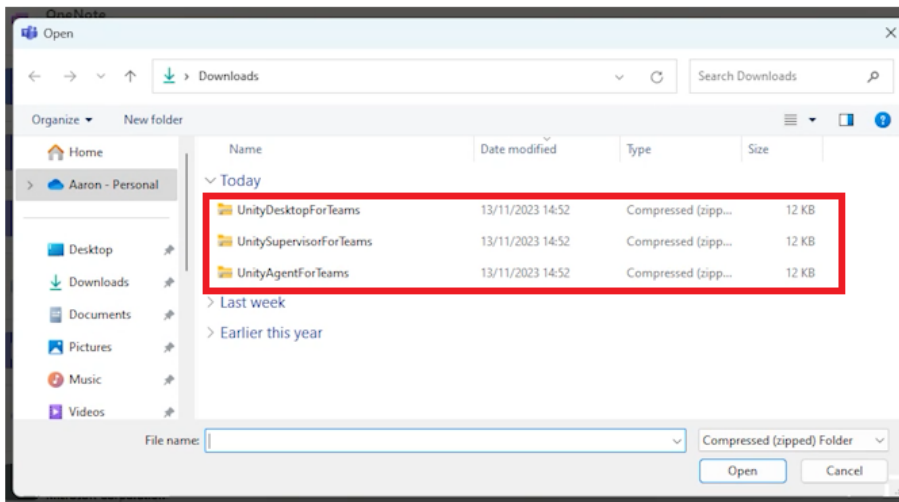 OneNote
Open
Downloads
Search Downloads
Organize
New folder
Name Date modified Type Size
Home
Aaron - Personal
Desktop
Downloads
Documents
Pictures
Music
Videos
Today
UnityDesktopForTeams 13/11/2023 14:52 Compressed (zipp... 12 KB
UnitySupervisorForTeams 13/11/2023 14:52 Compressed (zipp... 12 KB
UnityAgentForTeams 13/11/2023 14:52 Compressed (zipp... 12 KB
Last week
Earlier this year
File name:
Compressed (zipped) Folder
Open
Cancel
Microsoft Corporation